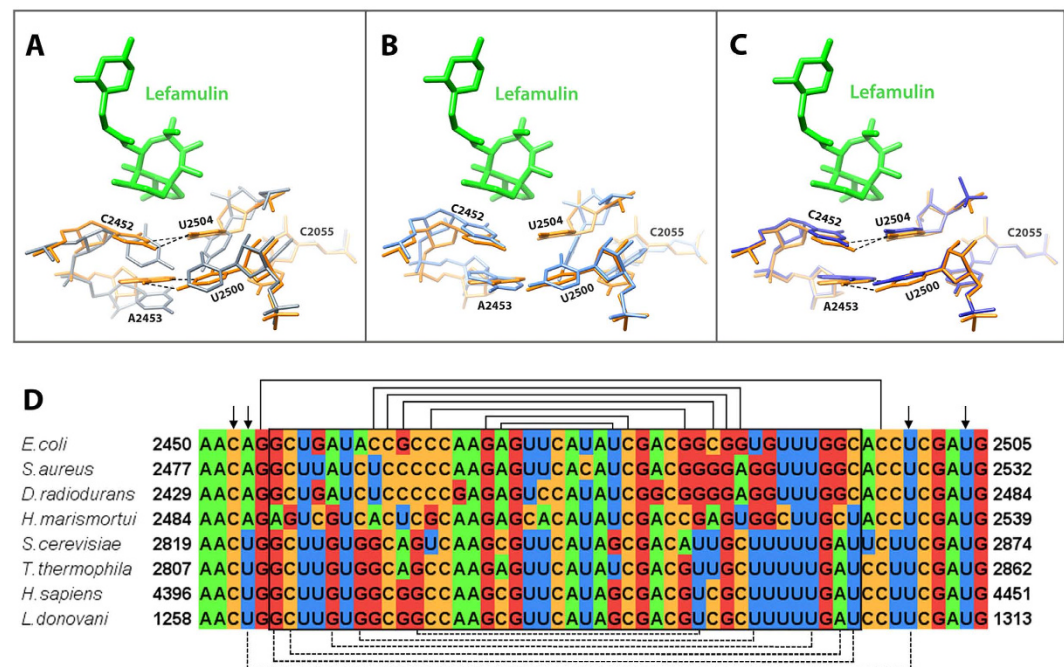 A
Lefamulin
C2452
U2504
C2055
U2500
A2453
B
Lefamulin
C2452
U2504
C2055
U2500
A2453
C
Lefamulin
C2452
U2504
C2055
U2500
A2453
D
E.coli 2450 AACAGGCUGAUACCGCCCAAGAGUUCAUAUCGACGGCGGUGUUUGGCACCUCGAUG 2505
S.aureus 2477 AACAGGCUUAUCUCCCCCAAGAGUUCACAUCGACGGGGAGGUUUGGCACCUCGAUG 2532
D.radiodurans 2429 AACAGGCUGAUCUCCCCCGAGAGUCCAUAUCGGCGGGGAGGUUUGGCACCUCGAUG 2484
H.marismortui 2484 AACAGAGUCGUCACUCGCAAGAGCACAUAUCGACCGAGUGGCUUGCUACCUCGAUG 2539
S.cerevisiae 2819 AACUGGCUUGUGGCAGUCAAGCGUUCAUAGCGACAUUGCUUUUUGAUUCUUCGAUG 2874
T.thermophila 2807 AACUGGCUUGUGGCAGCCAAGAGUUCAUAUCGACGUUGCUUUUUGAUCCUUCGAUG 2862
H.sapiens 4396 AACUGGCUUGUGGCGGCCAAGCGUUCAUAGCGACGUCGCUUUUUGAUCCUUCGAUG 4451
L.donovani 1258 AACUGGCUUGUGGCGGCCAAGCGUUCAUAGCGACGUCGCUUUUUGAUCCUUCGAUG 1313